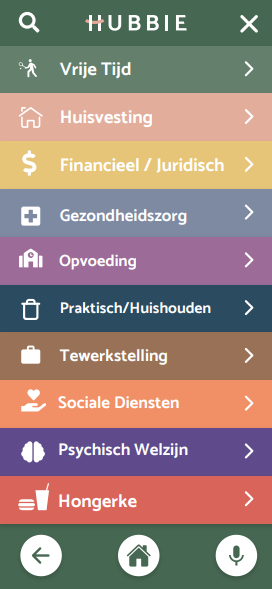 HUBBIE
Vrije Tijd
Huisvesting
Financieel / Juridisch
Gezondheidszorg
Opvoeding
Praktisch/Huishouden
Tewerkstelling
Sociale Diensten
Psychisch Welzijn
Hongerke